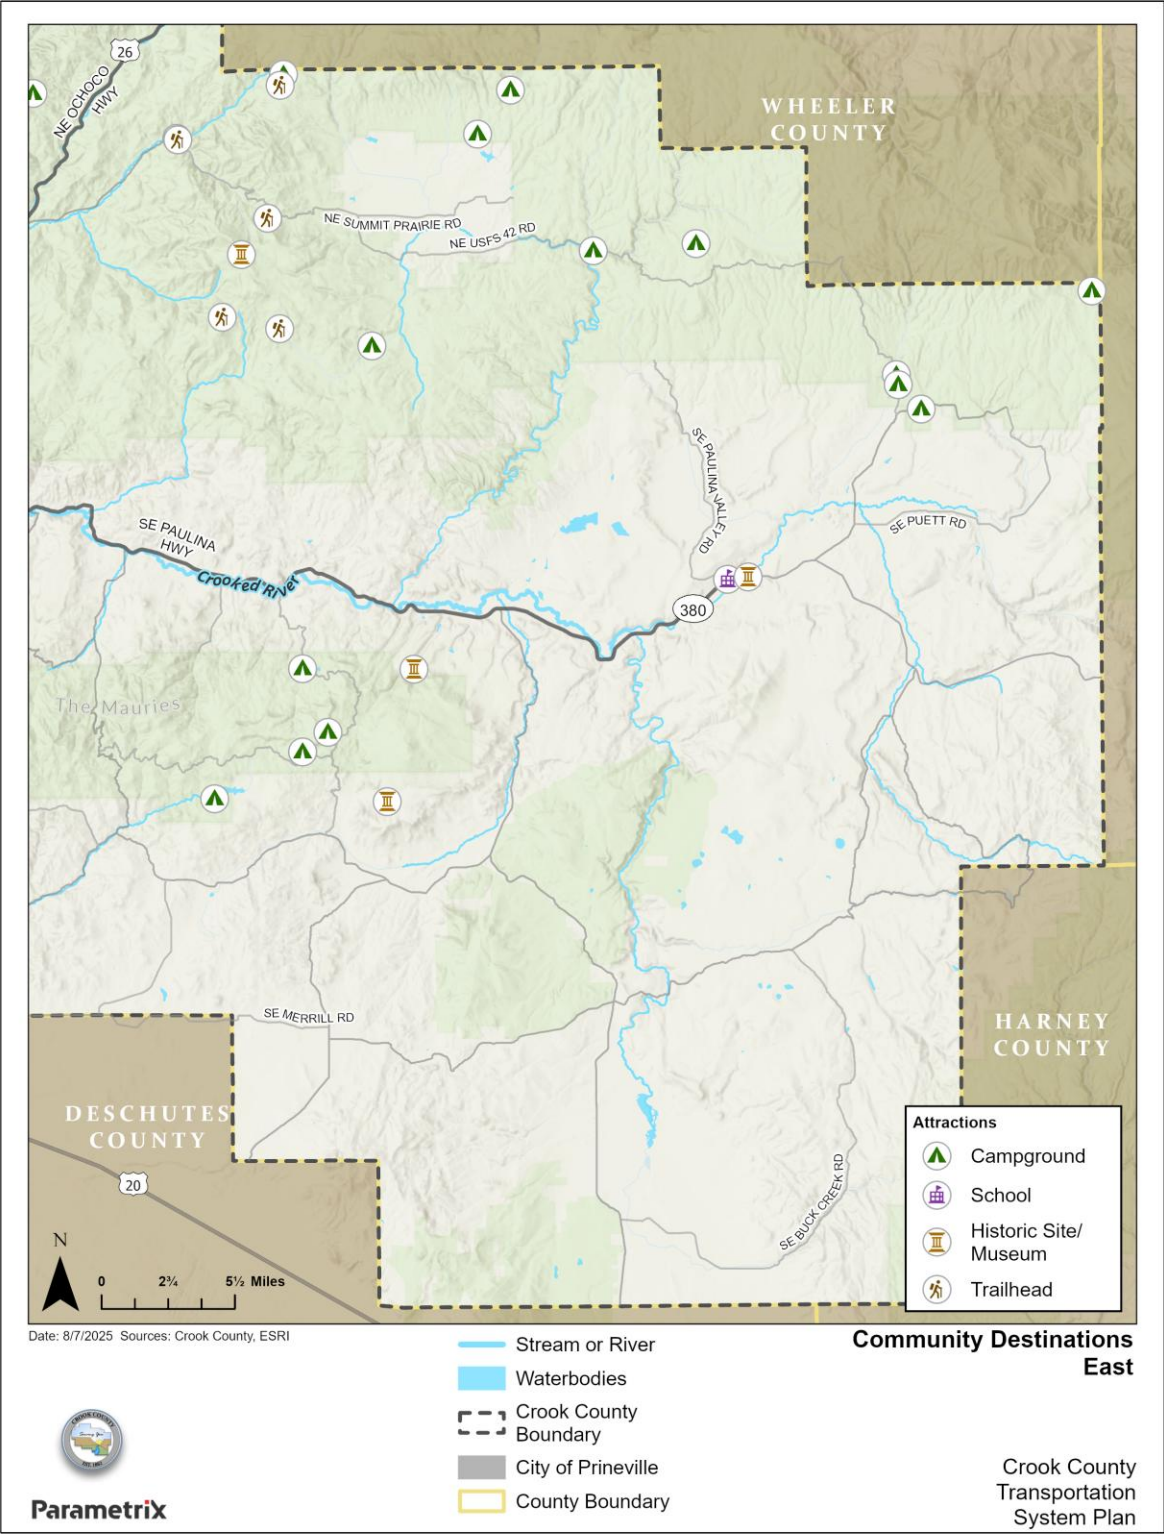 26
NE OCHOCO
HWY
WHEELER
COUNTY
NE SUMMIT PRAIRIE RD
NE USFS 42 RD
SE PAULINA VALLEY RD
SE PUETT RD
SE PAULINA
HWY
Crooked River
380
The Mauries
SE MERRILL RD
HARNEY
COUNTY
DESCHUTES
COUNTY
20
SE BUCK CREEK RD
N
0 2¾ 5½ Miles
Attractions
Campground
School
Historic Site/
Museum
Trailhead
Date: 8/7/2025 Sources: Crook County, ESRI
Stream or River
Waterbodies
Crook County
Boundary
City of Prineville
County Boundary
Community Destinations
East
CROOK COUNTY
Parametrix
Crook County
Transportation
System Plan